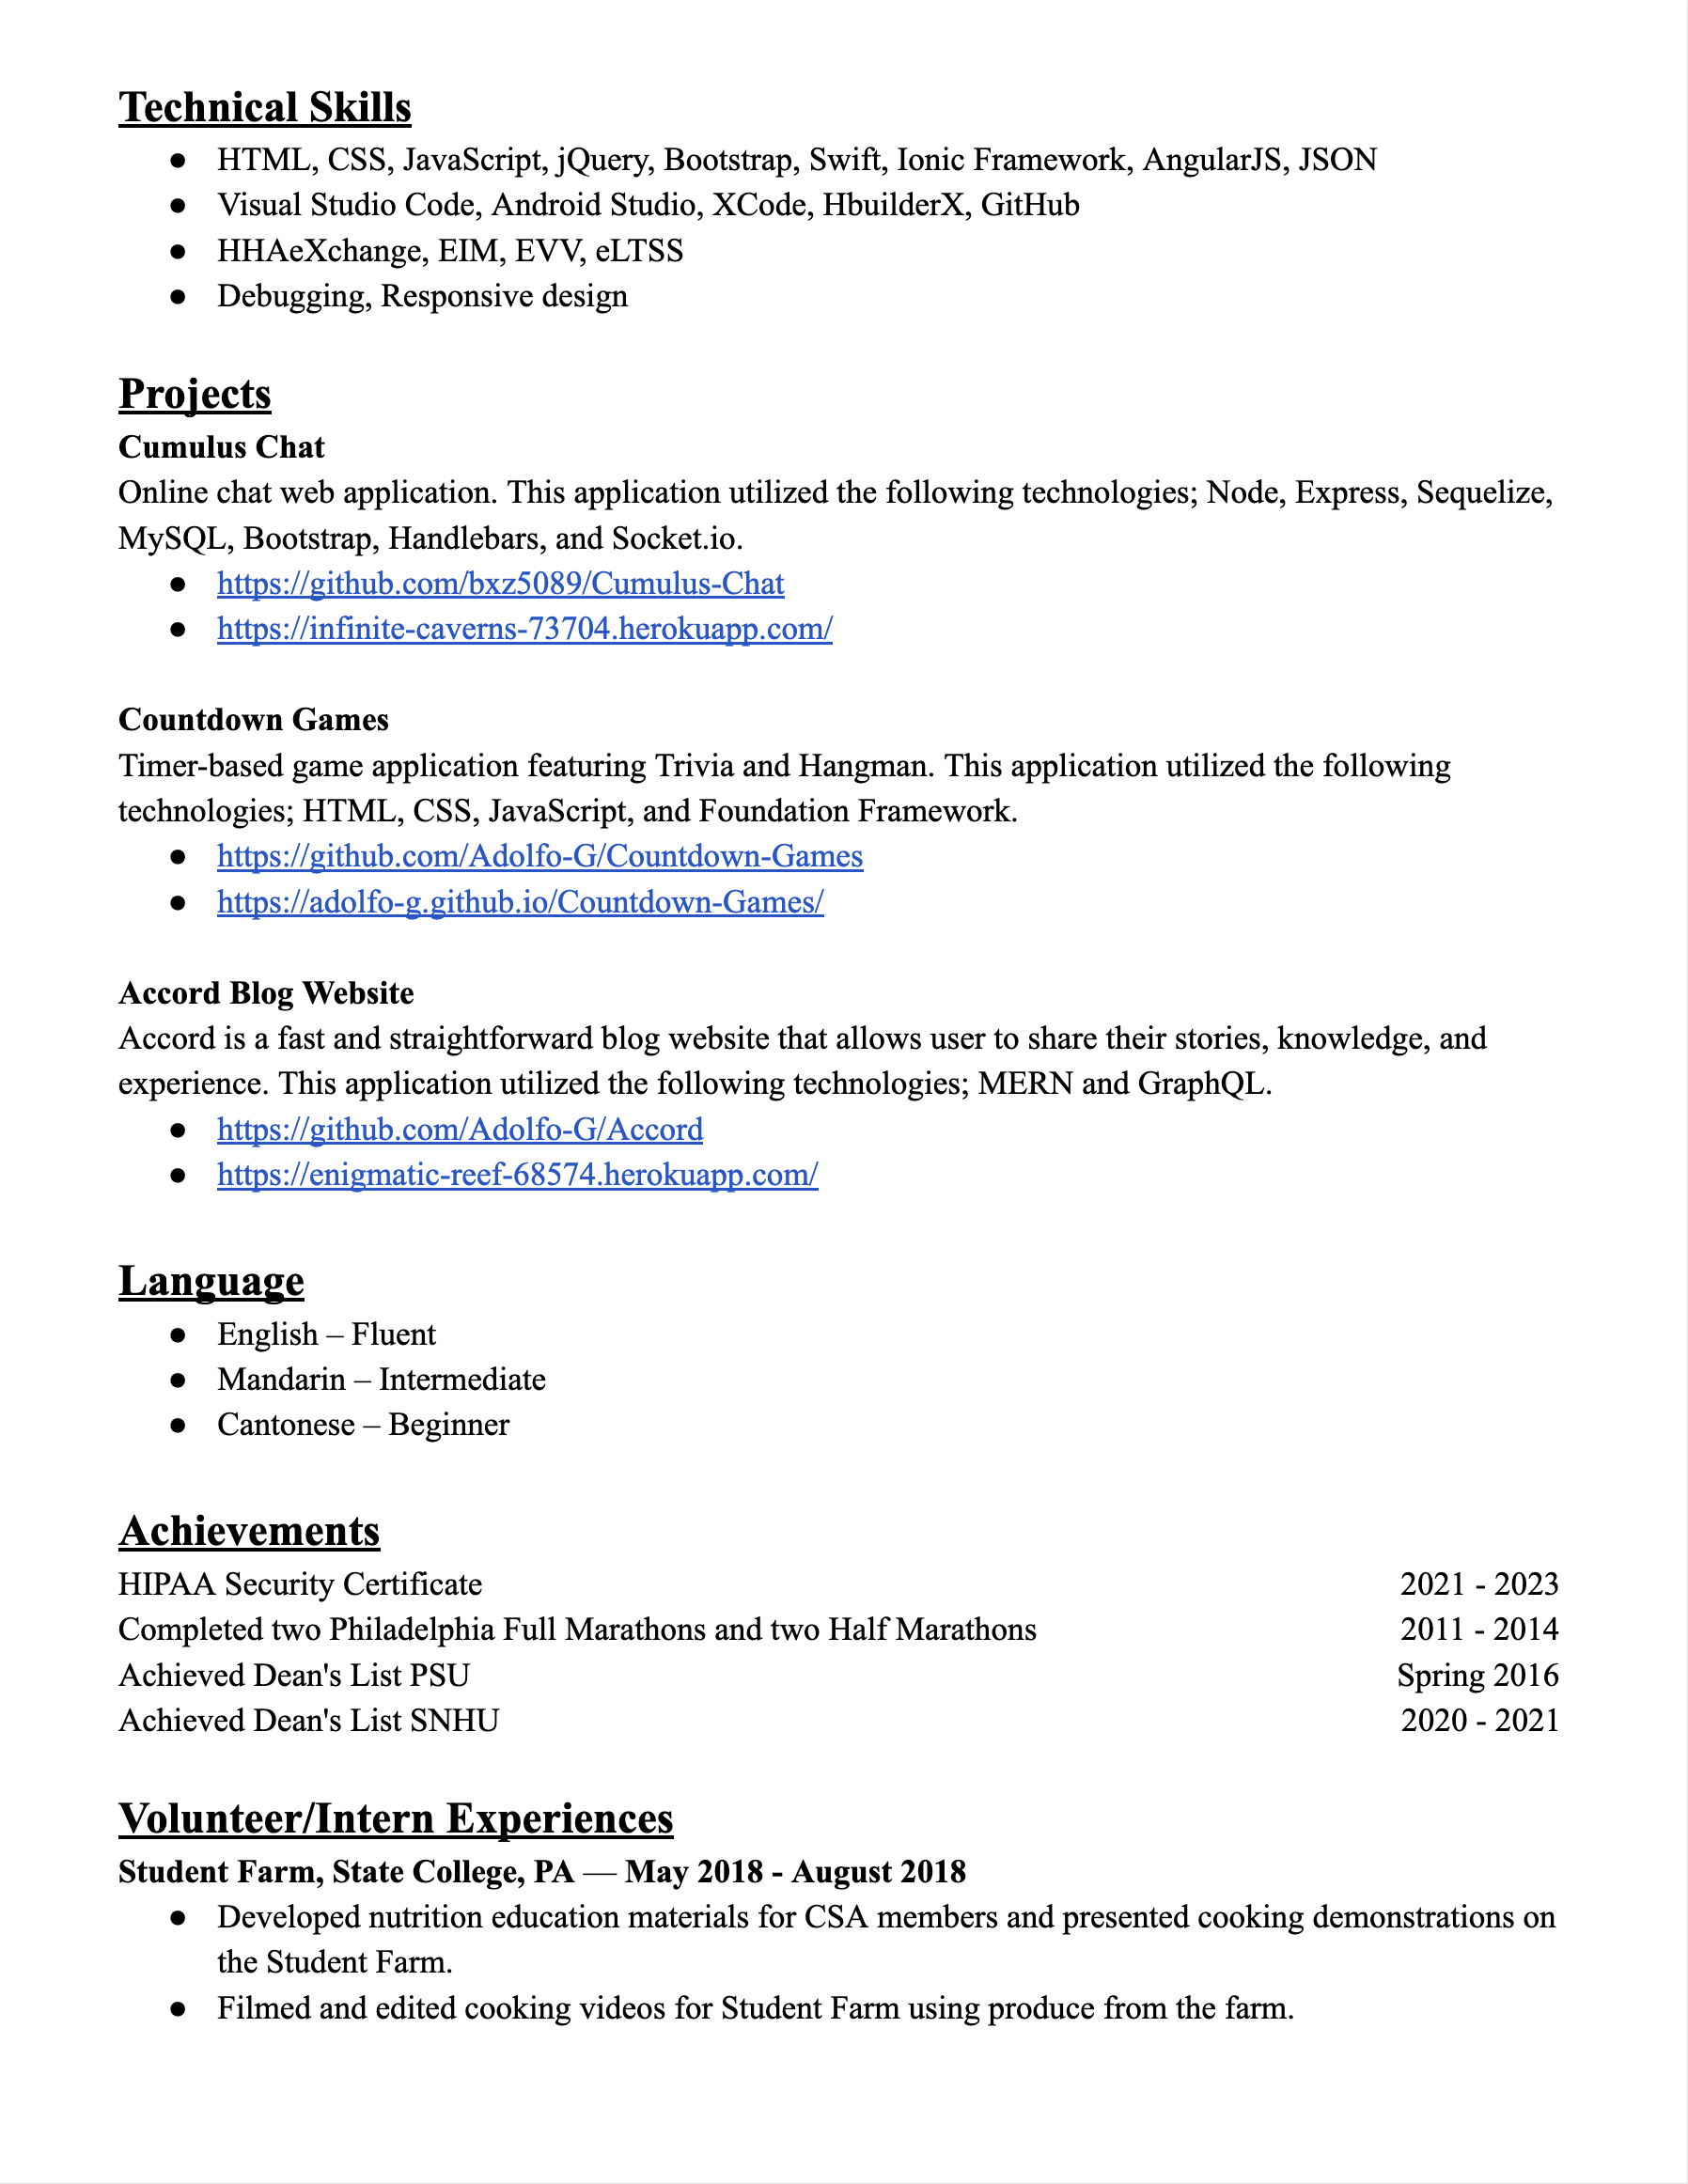 Technical Skills
● HTML, CSS, JavaScript, jQuery, Bootstrap, Swift, Ionic Framework, AngularJS, JSON
● Visual Studio Code, Android Studio, XCode, HbuilderX, GitHub
● HHAeXchange, EIM, EVV, eLTSS
● Debugging, Responsive design
Projects
Cumulus Chat
Online chat web application. This application utilized the following technologies; Node, Express, Sequelize,
MySQL, Bootstrap, Handlebars, and Socket.io.
● https://github.com/bxz5089/Cumulus-Chat
● https://infinite-caverns-73704.herokuapp.com/
Countdown Games
Timer-based game application featuring Trivia and Hangman. This application utilized the following
technologies; HTML, CSS, JavaScript, and Foundation Framework.
● https://github.com/Adolfo-G/Countdown-Games
● https://adolfo-g.github.io/Countdown-Games/
Accord Blog Website
Accord is a fast and straightforward blog website that allows user to share their stories, knowledge, and
experience. This application utilized the following technologies; MERN and GraphQL.
● https://github.com/Adolfo-G/Accord
● https://enigmatic-reef-68574.herokuapp.com/
Language
● English – Fluent
● Mandarin – Intermediate
● Cantonese – Beginner
Achievements
HIPAA Security Certificate 2021 - 2023
Completed two Philadelphia Full Marathons and two Half Marathons 2011 - 2014
Achieved Dean's List PSU Spring 2016
Achieved Dean's List SNHU 2020 - 2021
Volunteer/Intern Experiences
Student Farm, State College, PA — May 2018 - August 2018
● Developed nutrition education materials for CSA members and presented cooking demonstrations on
the Student Farm.
● Filmed and edited cooking videos for Student Farm using produce from the farm.